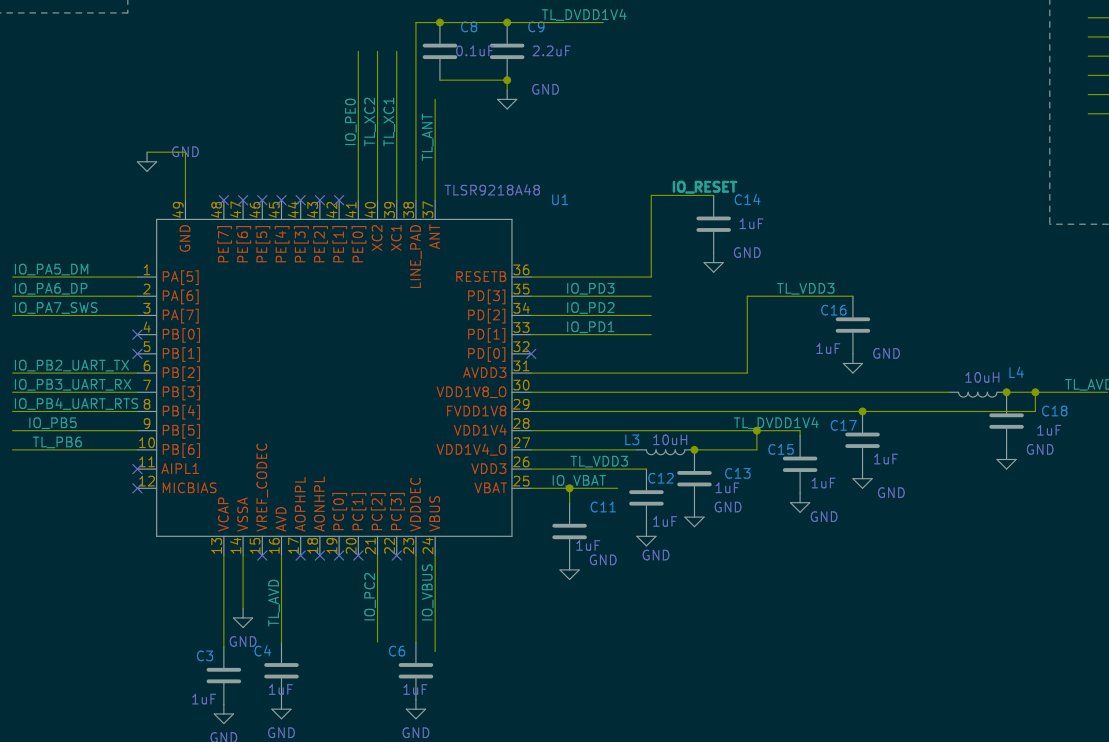 TL_DVDD1V4
C8
C9
0.1uF
2.2uF
GND
IO_PE0
TL_XC2
TL_XC1
TL_ANT
GND
TLSR9218A48
U1
IO_RESET
C14
1uF
GND
49
48
47
46
45
44
43
42
41
40
39
38
37
GND
PE[7]
PE[6]
PE[5]
PE[4]
PE[3]
PE[2]
PE[1]
PE[0]
XC2
XC1
LINE_PAD
ANT
IO_PA5_DM 1 PA[5]
IO_PA6_DP 2 PA[6]
IO_PA7_SWS 3 PA[7]
4 PB[0]
5 PB[1]
IO_PB2_UART_TX 6 PB[2]
IO_PB3_UART_RX 7 PB[3]
IO_PB4_UART_RTS 8 PB[4]
IO_PB5 9 PB[5]
TL_PB6 10 PB[6]
11 AIPL1
12 MICBIAS
RESETB 36
PD[3] 35 IO_PD3
PD[2] 34 IO_PD2
PD[1] 33 IO_PD1
PD[0] 32
AVDD3 31
VDD1V8_O 30
FVDD1V8 29
VDD1V4 28
VDD1V4_O 27
VDD3 26
VBAT 25
TL_VDD3
C16
1uF
GND
10uH L4
TL_AVD
C18
1uF
GND
TL_DVDD1V4
C17
1uF
GND
L3 10uH
C15
1uF
GND
TL_VDD3
C13
1uF
GND
IO_VBAT
C12
1uF
GND
C11
1uF
GND
VCAP
VSSA
VREF_CODEC
AVD
AOPHPL
AONHPL
PC[0]
PC[1]
PC[2]
PC[3]
VDDDEC
VBUS
13
14
15
16
17
18
19
20
21
22
23
24
TL_AVD
IO_PC2
IO_VBUS
GND
C3
1uF
GND
C4
1uF
GND
C6
1uF
GND